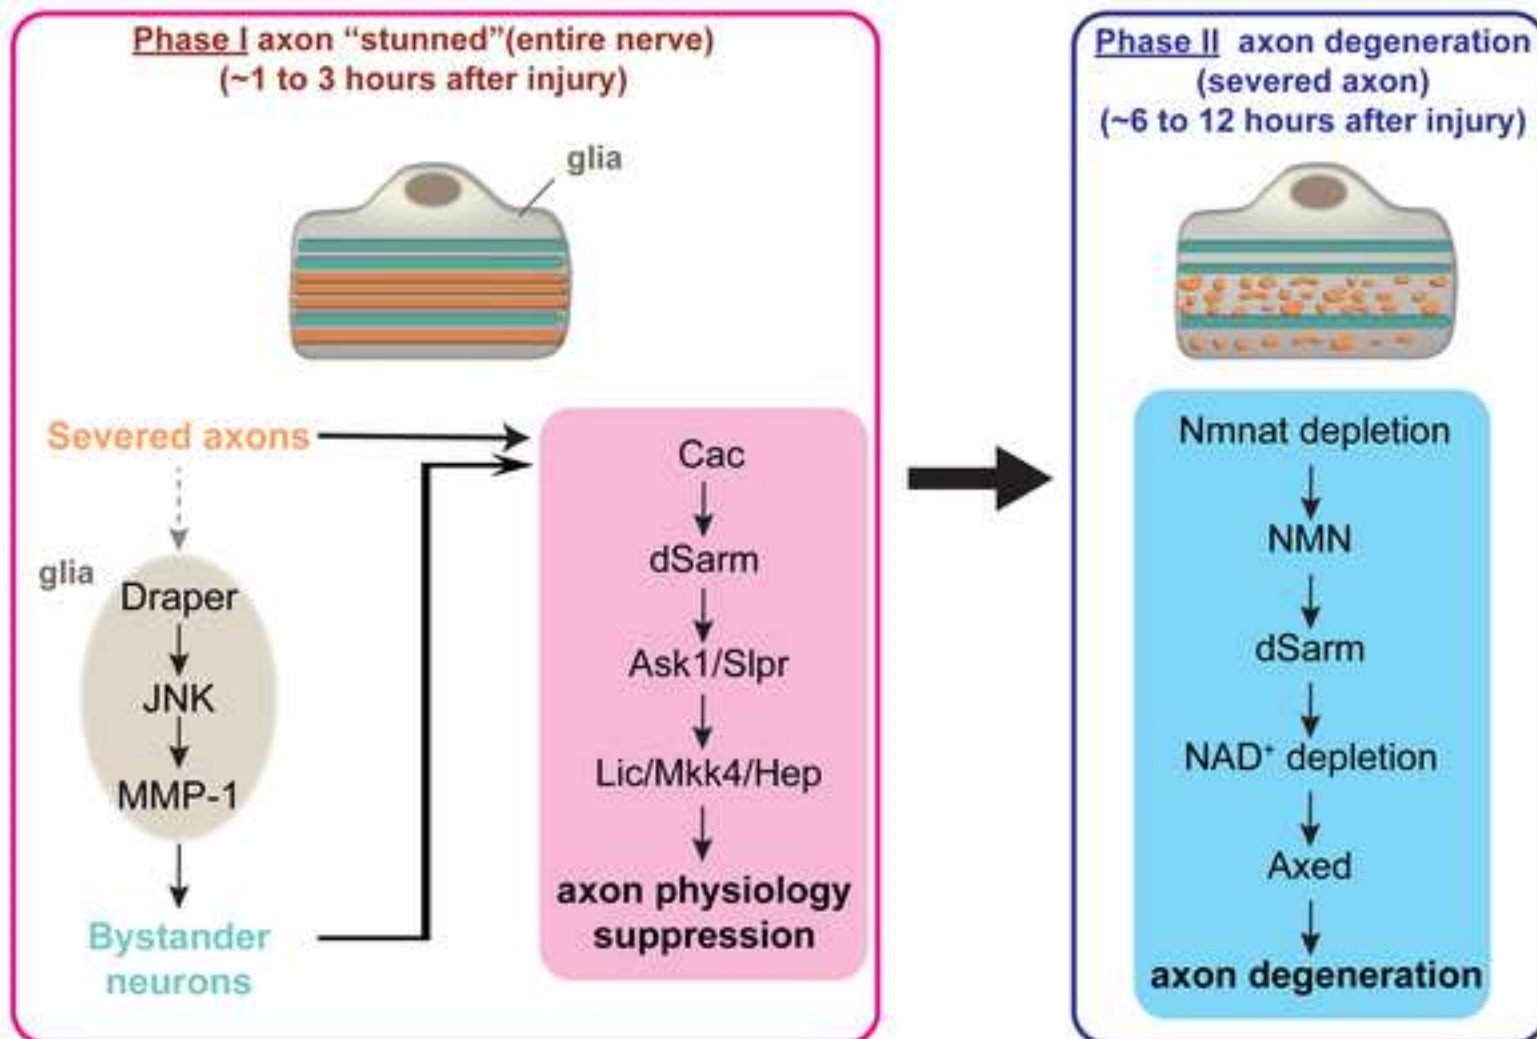 Phase I axon “stunned”(entire nerve)
(~1 to 3 hours after injury)
glia
Severed axons
glia
Draper
JNK
MMP-1
Bystander
neurons
Cac
dSarm
Ask1/Slpr
Lic/Mkk4/Hep
axon physiology
suppression
Phase II axon degeneration
(severed axon)
(~6 to 12 hours after injury)
Nmnat depletion
NMN
dSarm
NAD⁺ depletion
Axed
axon degeneration